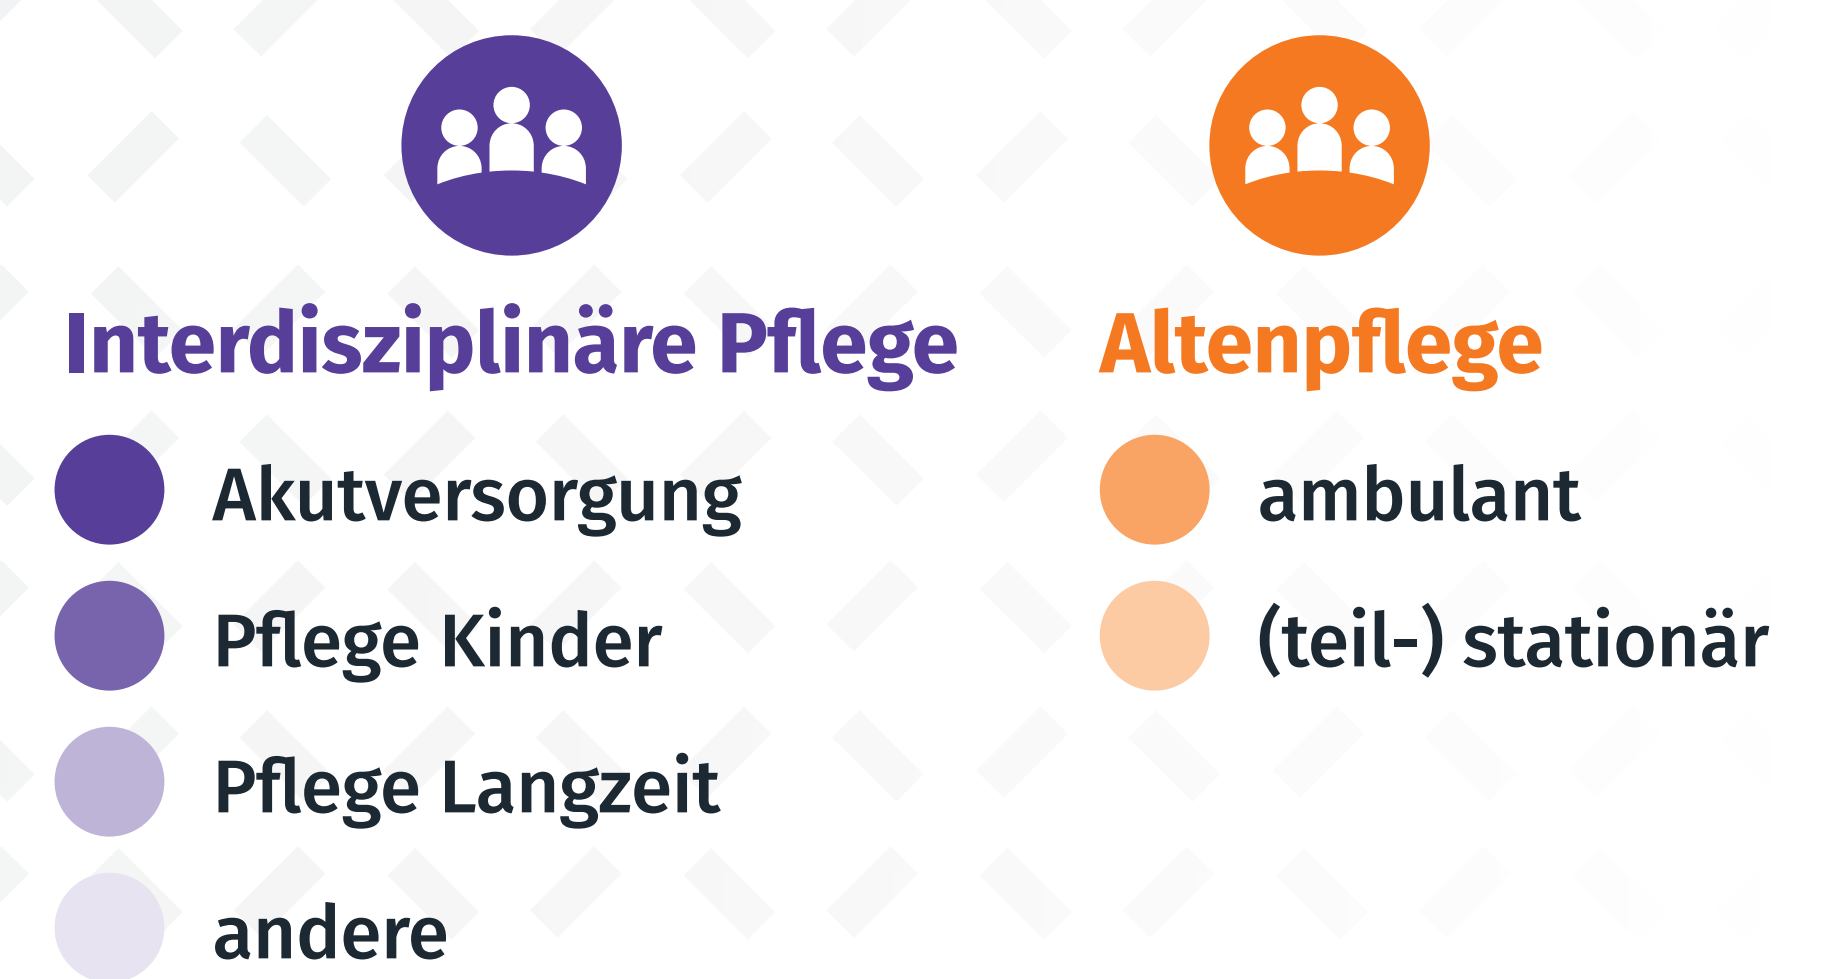 Interdisziplinäre Pflege
Akutversorgung
Pflege Kinder
Pflege Langzeit
andere
Altenpflege
ambulant
(teil-) stationär